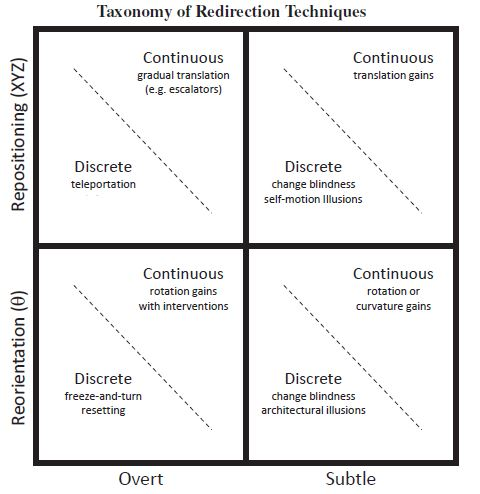 Taxonomy of Redirection Techniques
Repositioning (XYZ)
Continuous
gradual translation
(e.g. escalators)
Discrete
teleportation
Continuous
translation gains
Discrete
change blindness
self-motion Illusions
Reorientation (θ)
Continuous
rotation gains
with interventions
Discrete
freeze-and-turn
resetting
Continuous
rotation or
curvature gains
Discrete
change blindness
architectural illusions
Overt
Subtle